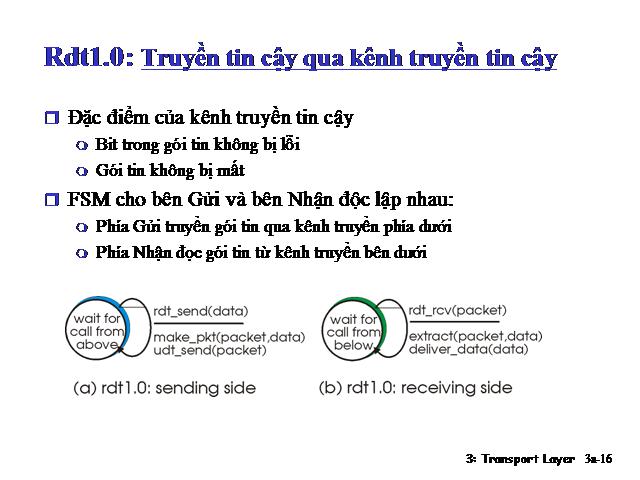 Rdt1.0: Truyền tin cậy qua kênh truyền tin cậy
Đặc điểm của kênh truyền tin cậy
Bit trong gói tin không bị lỗi
Gói tin không bị mất
FSM cho bên Gửi và bên Nhận độc lập nhau:
Phía Gửi truyền gói tin qua kênh truyền phía dưới
Phía Nhận đọc gói tin từ kênh truyền bên dưới
wait for
call from
above
rdt_send(data)
make_pkt(packet,data)
udt_send(packet)
(a) rdt1.0: sending side
wait for
call from
below
rdt_rcv(packet)
extract(packet,data)
deliver_data(data)
(b) rdt1.0: receiving side
3: Transport Layer 3a-16